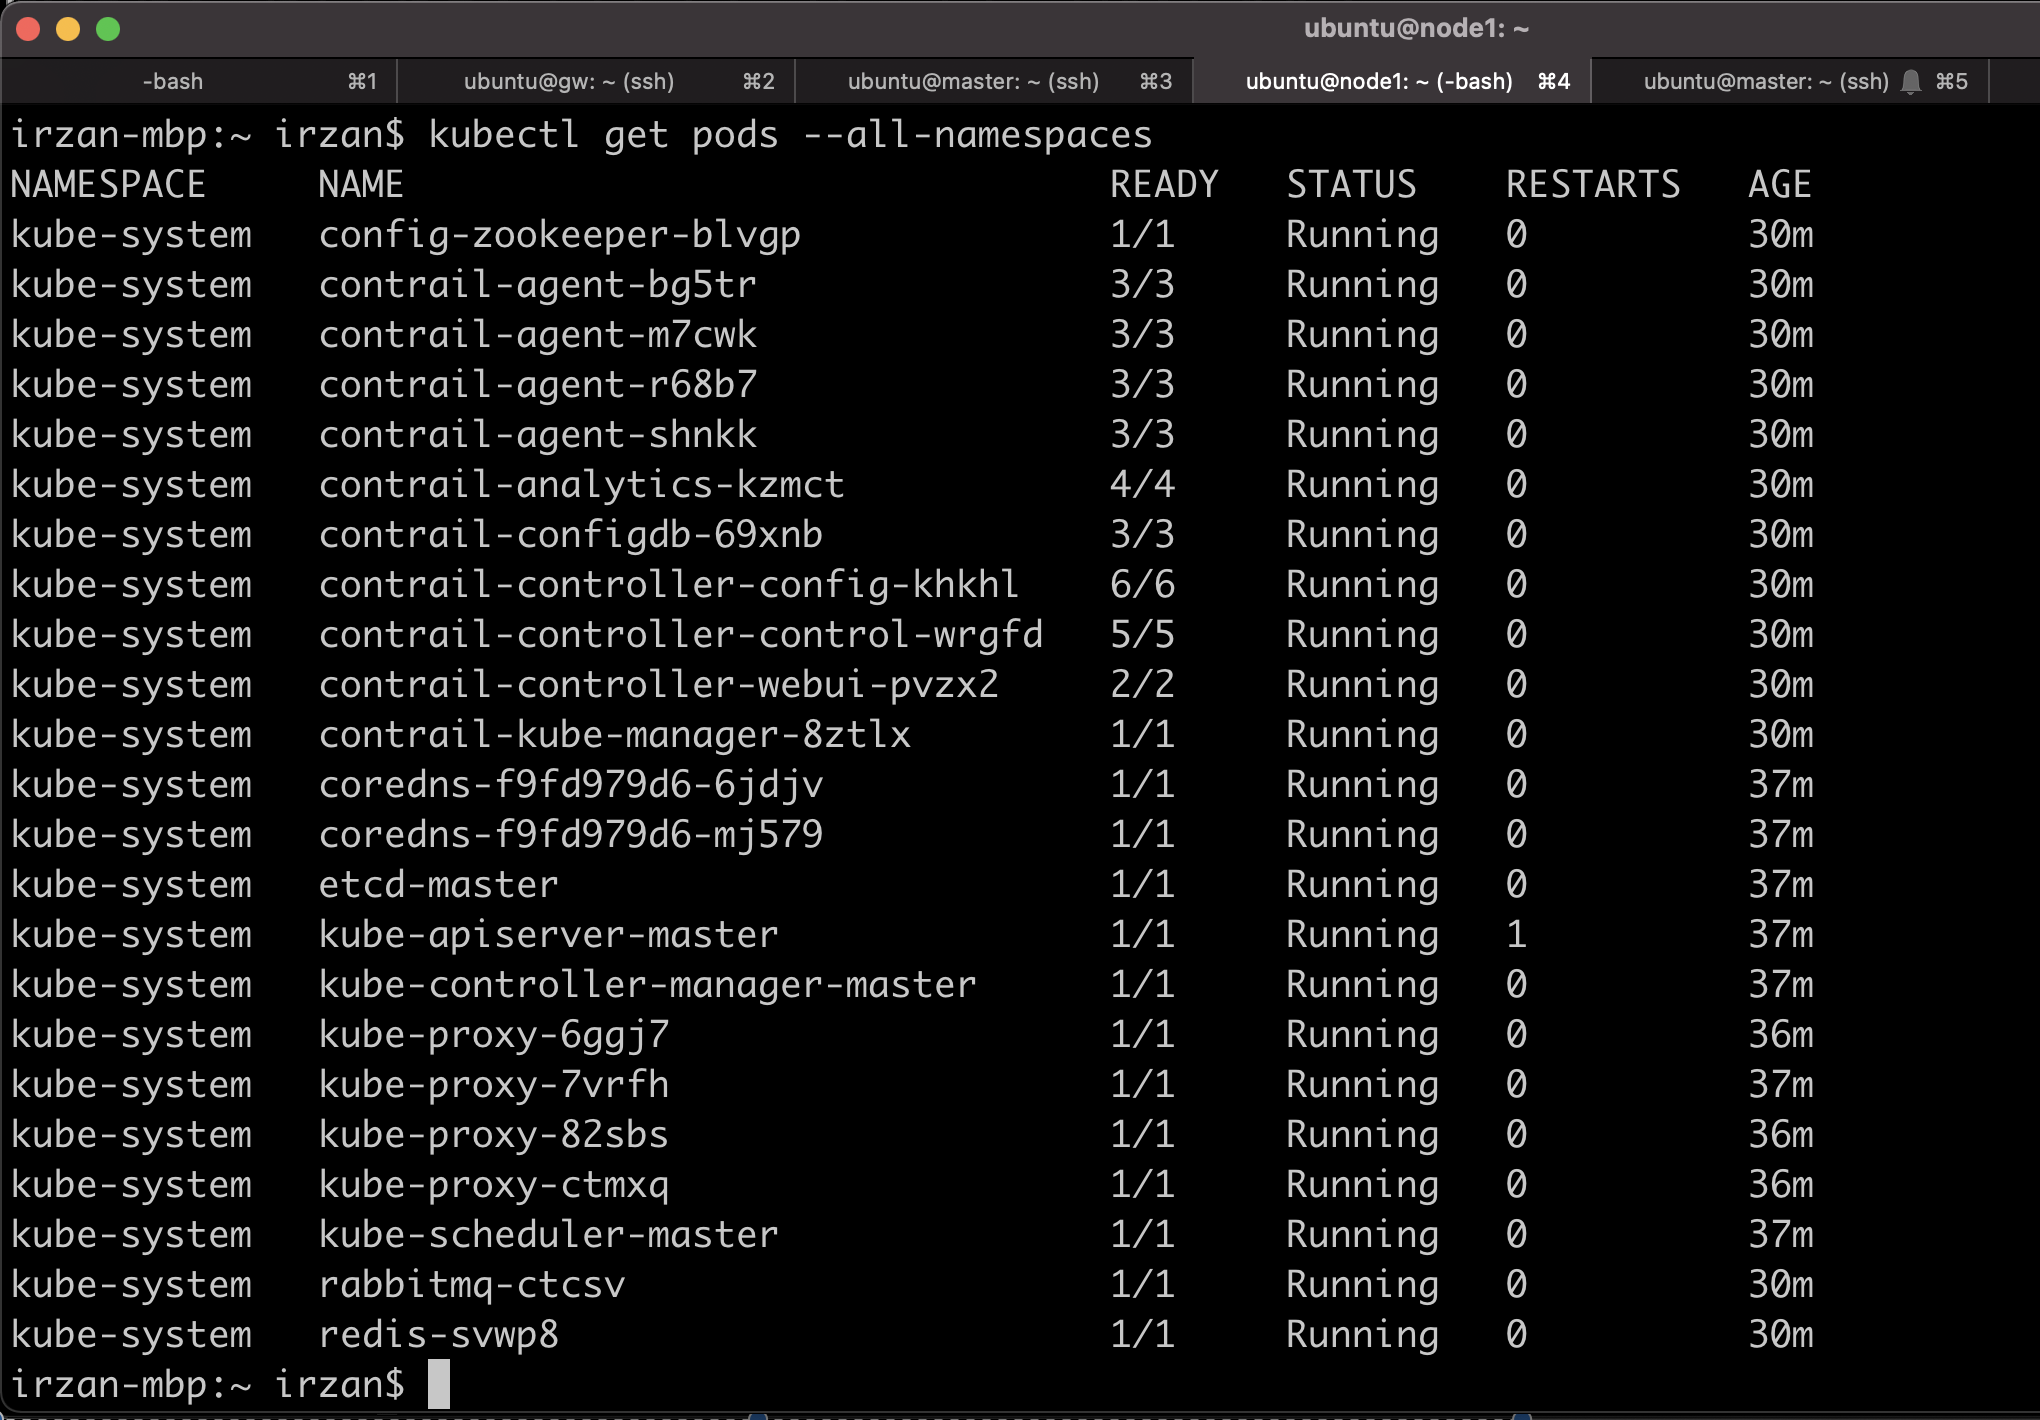 ubuntu@node1: ~
-bash ⌘1 ubuntu@gw: ~ (ssh) ⌘2 ubuntu@master: ~ (ssh) ⌘3 ubuntu@node1: ~ (-bash) ⌘4 ubuntu@master: ~ (ssh) ⌘5
irzan-mbp:~ irzan$ kubectl get pods --all-namespaces
NAMESPACE NAME READY STATUS RESTARTS AGE
kube-system config-zookeeper-blvgp 1/1 Running 0 30m
kube-system contrail-agent-bg5tr 3/3 Running 0 30m
kube-system contrail-agent-m7cwk 3/3 Running 0 30m
kube-system contrail-agent-r68b7 3/3 Running 0 30m
kube-system contrail-agent-shnkk 3/3 Running 0 30m
kube-system contrail-analytics-kzmct 4/4 Running 0 30m
kube-system contrail-configdb-69xnb 3/3 Running 0 30m
kube-system contrail-controller-config-khkhl 6/6 Running 0 30m
kube-system contrail-controller-control-wrgfd 5/5 Running 0 30m
kube-system contrail-controller-webui-pvzx2 2/2 Running 0 30m
kube-system contrail-kube-manager-8ztlx 1/1 Running 0 30m
kube-system coredns-f9fd979d6-6jdjv 1/1 Running 0 37m
kube-system coredns-f9fd979d6-mj579 1/1 Running 0 37m
kube-system etcd-master 1/1 Running 0 37m
kube-system kube-apiserver-master 1/1 Running 1 37m
kube-system kube-controller-manager-master 1/1 Running 0 37m
kube-system kube-proxy-6ggj7 1/1 Running 0 36m
kube-system kube-proxy-7vrfh 1/1 Running 0 37m
kube-system kube-proxy-82sbs 1/1 Running 0 36m
kube-system kube-proxy-ctmxq 1/1 Running 0 36m
kube-system kube-scheduler-master 1/1 Running 0 37m
kube-system rabbitmq-ctcsv 1/1 Running 0 30m
kube-system redis-svwp8 1/1 Running 0 30m
irzan-mbp:~ irzan$